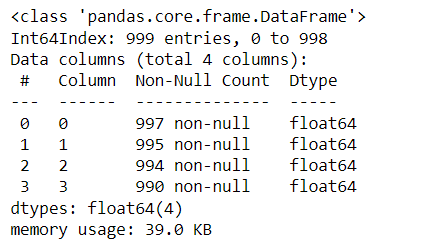 <class 'pandas.core.frame.DataFrame'>
Int64Index: 999 entries, 0 to 998
Data columns (total 4 columns):
 #   Column  Non-Null Count  Dtype
---  ------  --------------  -----
 0   0       997 non-null    float64
 1   1       995 non-null    float64
 2   2       994 non-null    float64
 3   3       990 non-null    float64
dtypes: float64(4)
memory usage: 39.0 KB